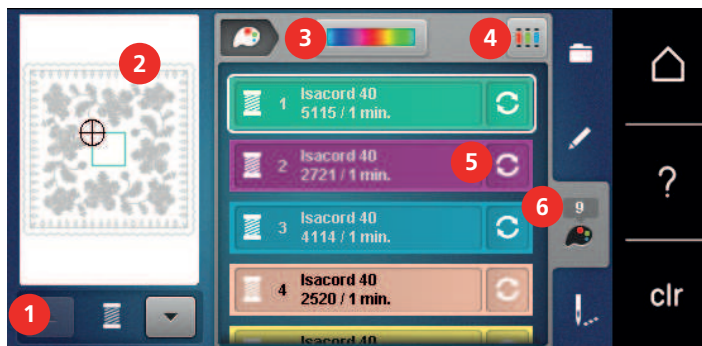 2
3
4
1 Isacord 40
5115 / 1 min.
2 Isacord 40
2721 / 1 min.
5
6
9
?
3 Isacord 40
4114 / 1 min.
4 Isacord 40
2520 / 1 min.
1
clr
Isacord 40